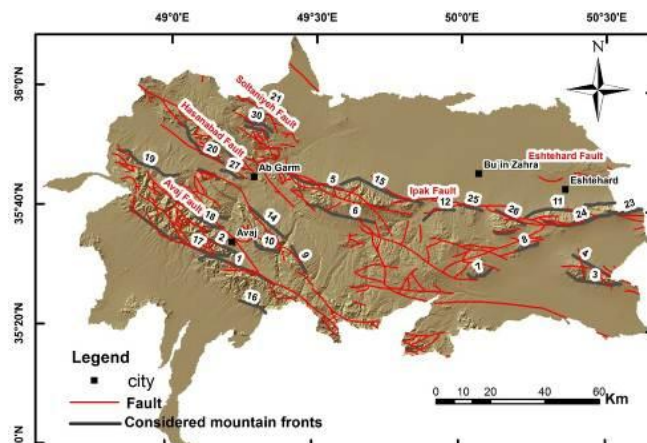 49°0'E 49°30'E 50°0'E 50°30'E
N
36°0'N
35°40'N
35°20'N
0'N
Soltaniyeh Fault
21
30
Hasanabad Fault
20
27
Ab Garm
19
Avaj Fault
18
2
Avaj
17
1
14
10
9
16
5
15
6
Ipak Fault
12
25
Bu in Zahra
Eshtehard Fault
Eshtehard
11
26
24
23
8
7
4
3
Legend
city
Fault
Considered mountain fronts
0 10 20 40 60 Km